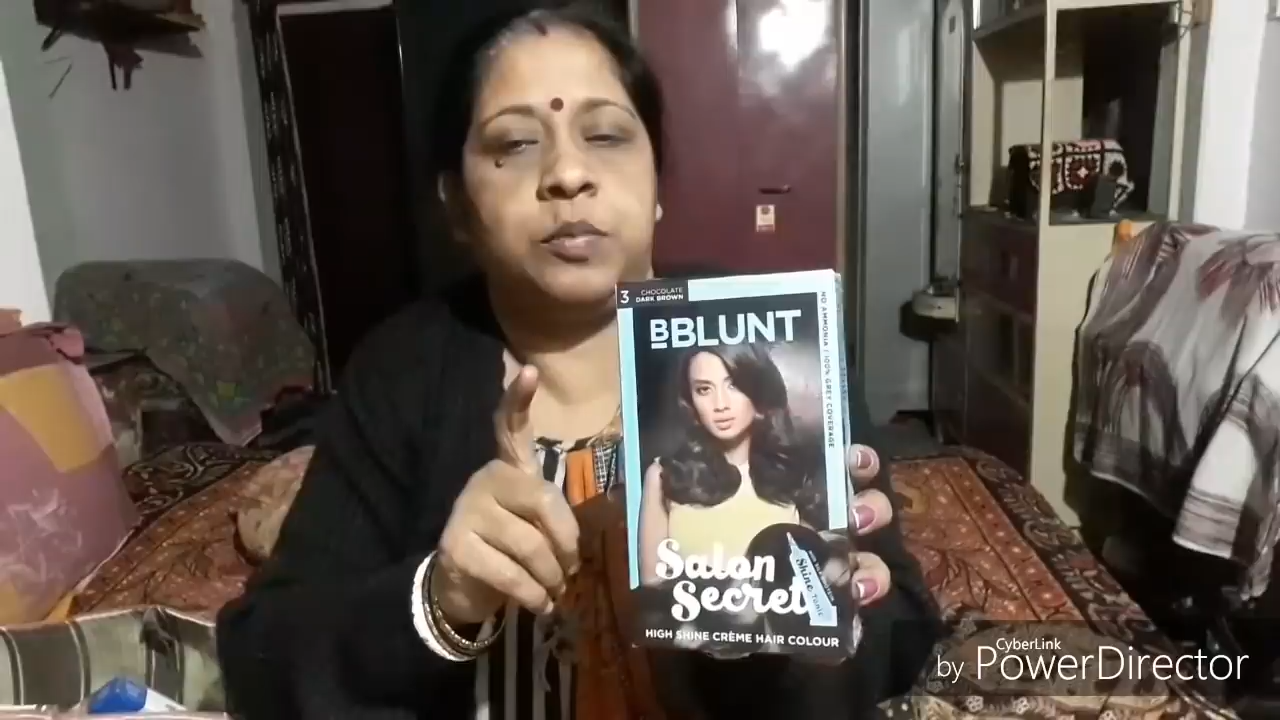 3 CHOCOLATE
DARK BROWN
BBLUNT
NO AMMONIA / 100% GREY COVERAGE
Salon
Secret
Shine
TONIC
HIGH SHINE CRÈME HAIR COLOUR
CyberLink
by PowerDirector